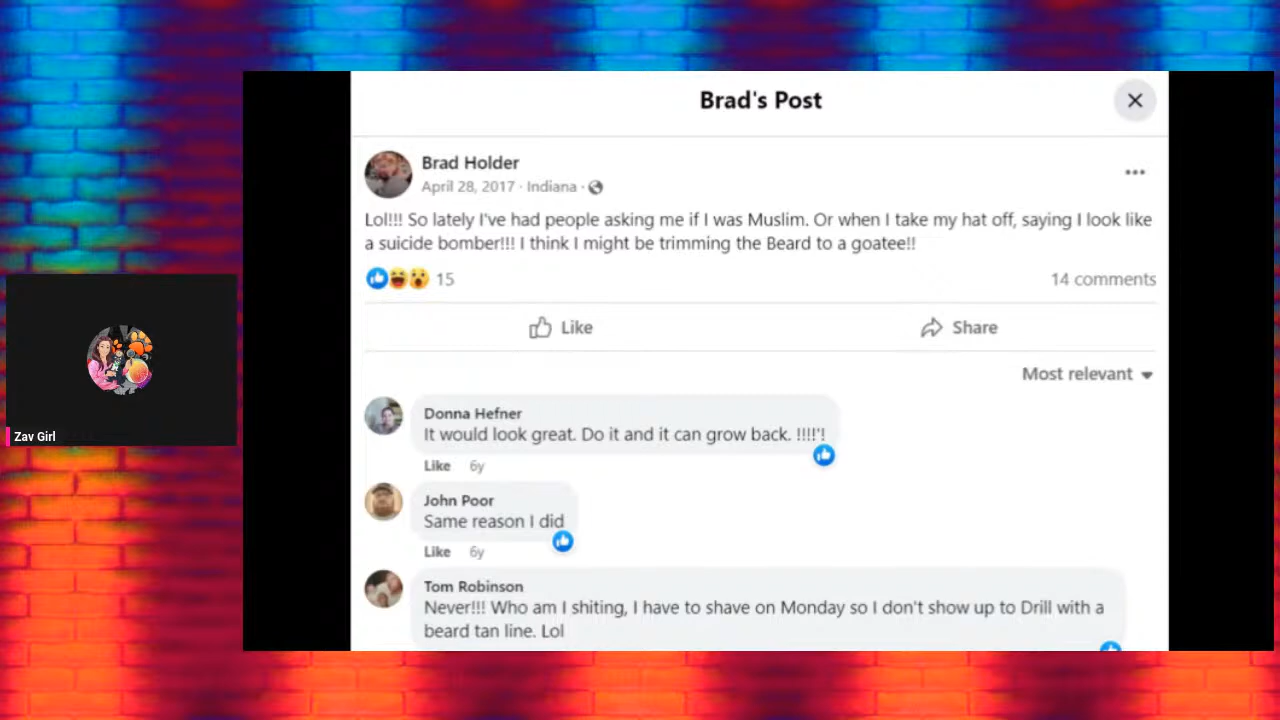 Brad's Post
Brad Holder
April 28, 2017 · Indiana ·
Lol!!! So lately I've had people asking me if I was Muslim. Or when I take my hat off, saying I look like
a suicide bomber!!! I think I might be trimming the Beard to a goatee!!
15
14 comments
Like
Share
Most relevant
Donna Hefner
It would look great. Do it and it can grow back. !!!!'!
Like 6y
John Poor
Same reason I did
Like 6y
Tom Robinson
Never!!! Who am I shiting, I have to shave on Monday so I don't show up to Drill with a
beard tan line. Lol
Zav Girl